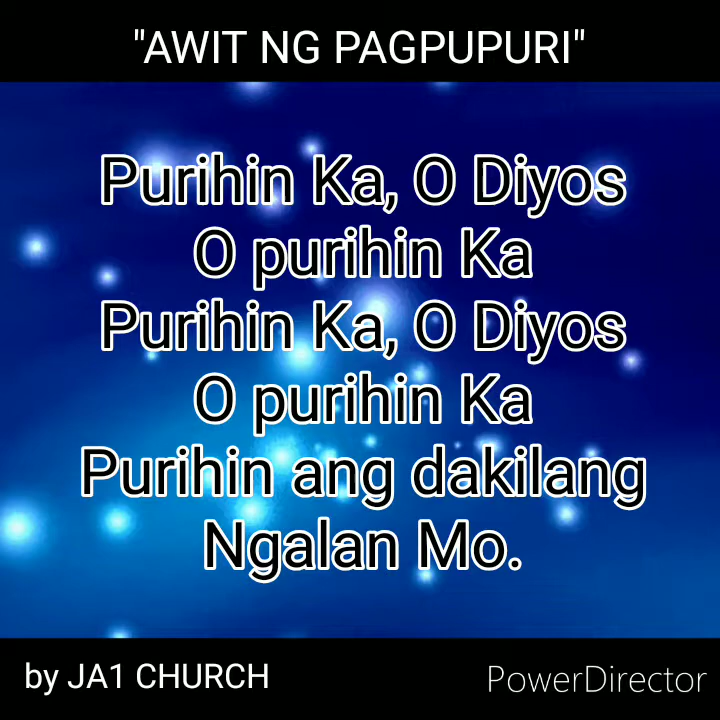 "AWIT NG PAGPUPURI"
Purihin Ka, O Diyos
O purihin Ka
Purihin Ka, O Diyos
O purihin Ka
Purihin ang dakilang
Ngalan Mo.
by JA1 CHURCH
PowerDirector